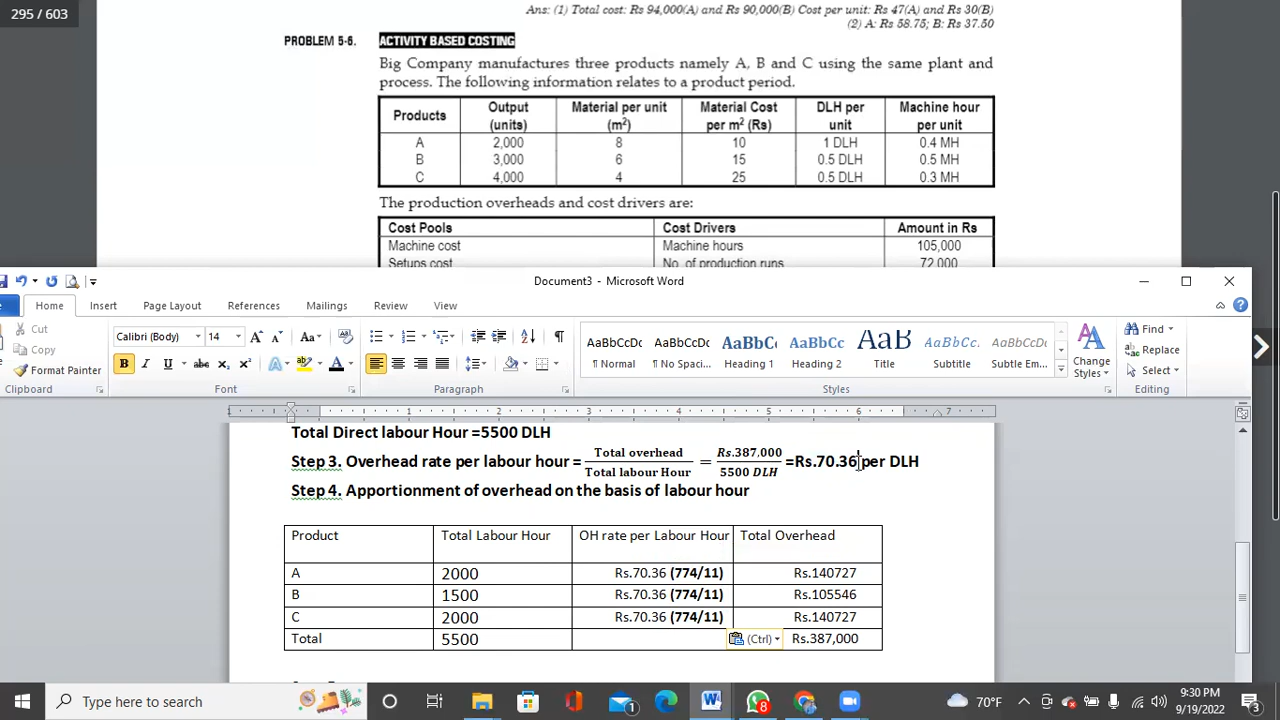 295 / 603
Ans: (1) Total cost: Rs 94,000(A) and Rs 90,000(B) Cost per unit: Rs 47(A) and Rs 30(B)
(2) A: Rs 58.75; B: Rs 37.50
PROBLEM 5-6. ACTIVITY BASED COSTING
Big Company manufactures three products namely A, B and C using the same plant and
process. The following information relates to a product period.
Products Output (units) Material per unit (m²) Material Cost per m² (Rs) DLH per unit Machine hour per unit
A 2,000 8 10 1 DLH 0.4 MH
B 3,000 6 15 0.5 DLH 0.5 MH
C 4,000 4 25 0.5 DLH 0.3 MH
The production overheads and cost drivers are:
Cost Pools Cost Drivers Amount in Rs
Machine cost Machine hours 105,000
Setups cost No. of production runs 72,000
Document3 - Microsoft Word
Home Insert Page Layout References Mailings Review View
Cut
Copy
Format Painter
Clipboard
Calibri (Body) 14
Font
Paragraph
AaBbCcDc AaBbCcDc AaBbC AaBbCc AaB AaBbCc. AaBbCcDc
¶ Normal ¶ No Spaci... Heading 1 Heading 2 Title Subtitle Subtle Em...
Styles
Change Styles
Find
Replace
Select
Editing
1 1 2 3 4 5 6 7
Total Direct labour Hour =5500 DLH
Step 3. Overhead rate per labour hour = Total overhead / Total labour Hour = Rs.387,000 / 5500 DLH =Rs.70.36 per DLH
Step 4. Apportionment of overhead on the basis of labour hour
Product Total Labour Hour OH rate per Labour Hour Total Overhead
A 2000 Rs.70.36 (774/11) Rs.140727
B 1500 Rs.70.36 (774/11) Rs.105546
C 2000 Rs.70.36 (774/11) Rs.140727
Total 5500 Rs.387,000
(Ctrl)
Type here to search
1
8
70°F
9:30 PM
9/19/2022
3